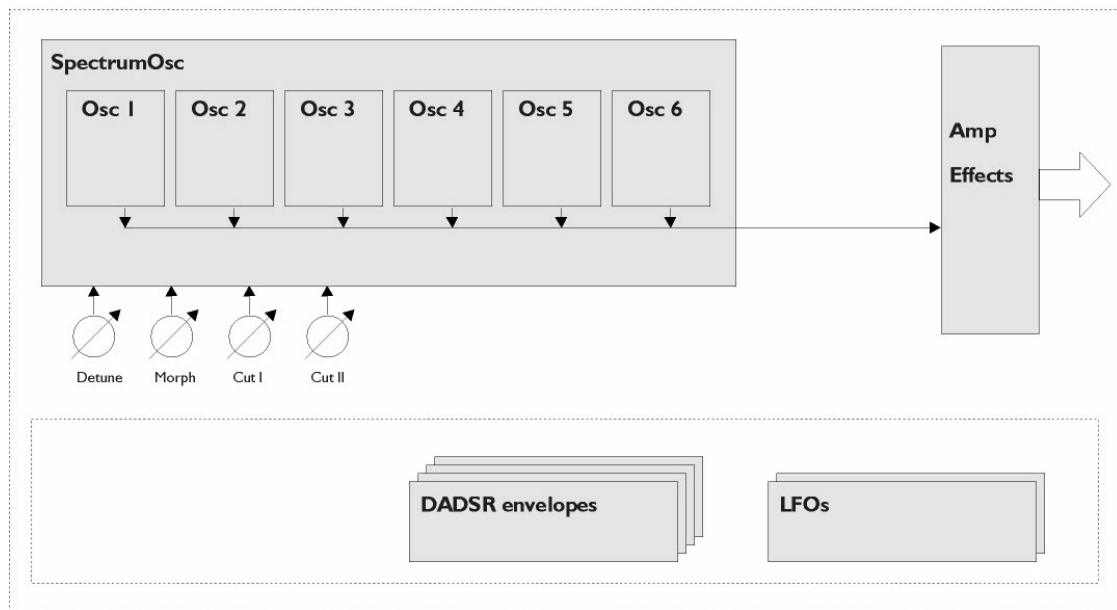 SpectrumOsc
Osc 1
Osc 2
Osc 3
Osc 4
Osc 5
Osc 6
Amp
Effects
Detune
Morph
Cut I
Cut II
DADSR envelopes
LFOs